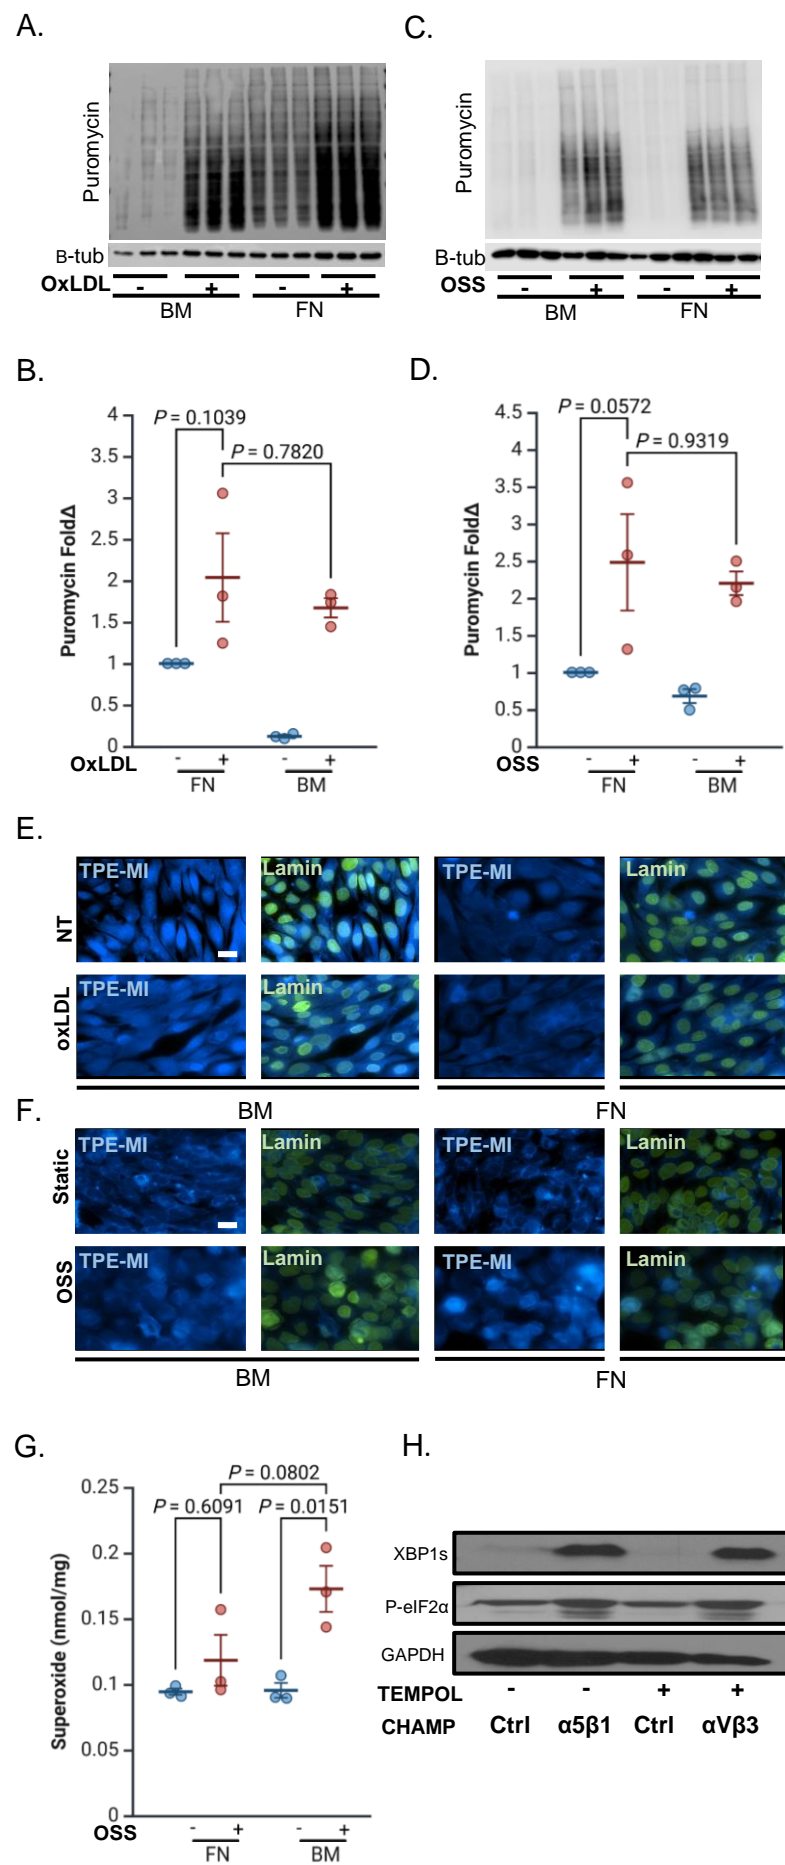 A.
Puromycin
B-tub
OxLDL - + - +
BM FN
C.
Puromycin
B-tub
OSS - + - +
BM FN
B.
Puromycin FoldΔ
4
3.5
3
2.5
2
1.5
1
0.5
0
P = 0.1039
P = 0.7820
OxLDL - + - +
FN BM
D.
Puromycin FoldΔ
4.5
4
3.5
3
2.5
2
1.5
1
0.5
0
P = 0.0572
P = 0.9319
OSS - + - +
FN BM
E.
NT
TPE-MI Lamin TPE-MI Lamin
oxLDL
TPE-MI Lamin TPE-MI Lamin
BM FN
F.
Static
TPE-MI Lamin TPE-MI Lamin
OSS
TPE-MI Lamin TPE-MI Lamin
BM FN
G.
Superoxide (nmol/mg)
0.25
0.2
0.15
0.1
0.05
0
P = 0.0802
P = 0.6091 P = 0.0151
OSS - + - +
FN BM
H.
XBP1s
P-eIF2α
GAPDH
TEMPOL - - + +
CHAMP Ctrl α5β1 Ctrl αVβ3